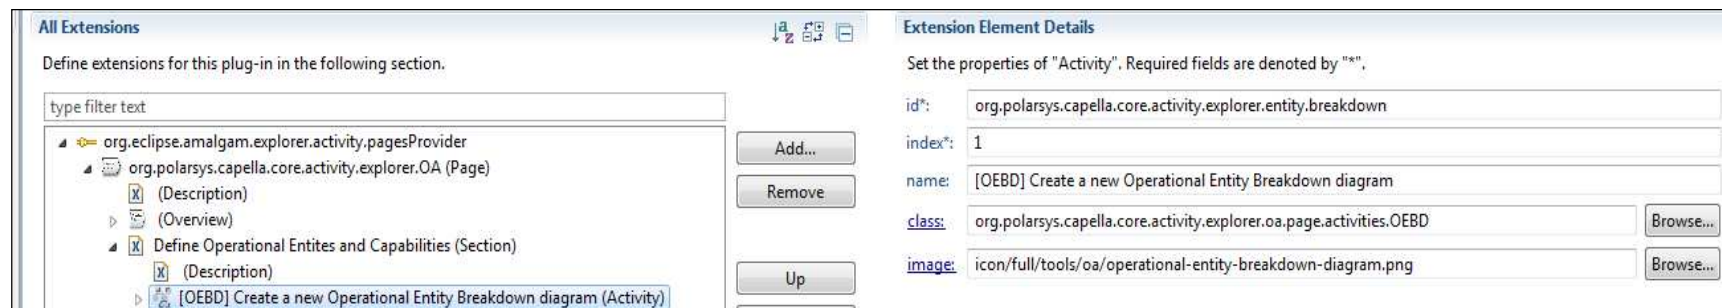 All Extensions
Define extensions for this plug-in in the following section.
type filter text
org.eclipse.amalgam.explorer.activity.pagesProvider
org.polarsys.capella.core.activity.explorer.OA (Page)
(Description)
(Overview)
Define Operational Entites and Capabilities (Section)
(Description)
[OEBD] Create a new Operational Entity Breakdown diagram (Activity)
Add...
Remove
Up
Extension Element Details
Set the properties of "Activity". Required fields are denoted by "*".
id*: org.polarsys.capella.core.activity.explorer.entity.breakdown
index*: 1
name: [OEBD] Create a new Operational Entity Breakdown diagram
class: org.polarsys.capella.core.activity.explorer.oa.page.activities.OEBD Browse...
image: icon/full/tools/oa/operational-entity-breakdown-diagram.png Browse...